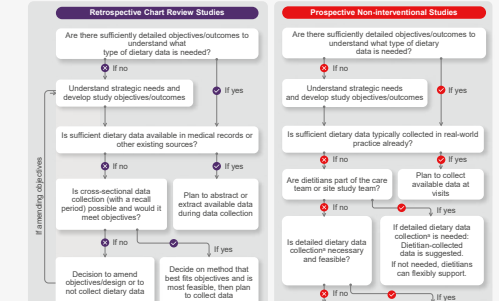 Retrospective Chart Review Studies
Are there sufficiently detailed objectives/outcomes to
understand what
type of dietary data is needed?
If no
If yes
Understand strategic needs and
develop study objectives/outcomes
Is sufficient dietary data available in medical records or
other existing sources?
If no
If yes
Is cross-sectional data
collection (with a
recall period) possible and would it
meet objectives?
Plan to abstract or
extract available data
during data collection
If no
If yes
Decision to amend
objectives/design or to
not collect dietary data
Decide on method that
best fits objectives and is
most feasible, then plan
to collect data
If amending objectives
Prospective Non-interventional Studies
Are there sufficiently detailed objectives/outcomes to
understand what type of dietary
data is needed?
If no
If yes
Understand strategic needs
and develop study objectives/outcomes
Is sufficient dietary data typically collected in real-world
practice already?
If no
If yes
Are dietitians part of the care
team or site study team?
Plan to collect
available data at
visits
If no
If yes
Is detailed dietary data
collectionª necessary
and feasible?
If detailed dietary data
collectionª is needed:
Dietitian-collected
data is suggested.
If not needed, dietitians
can flexibly support.
If no
If yes